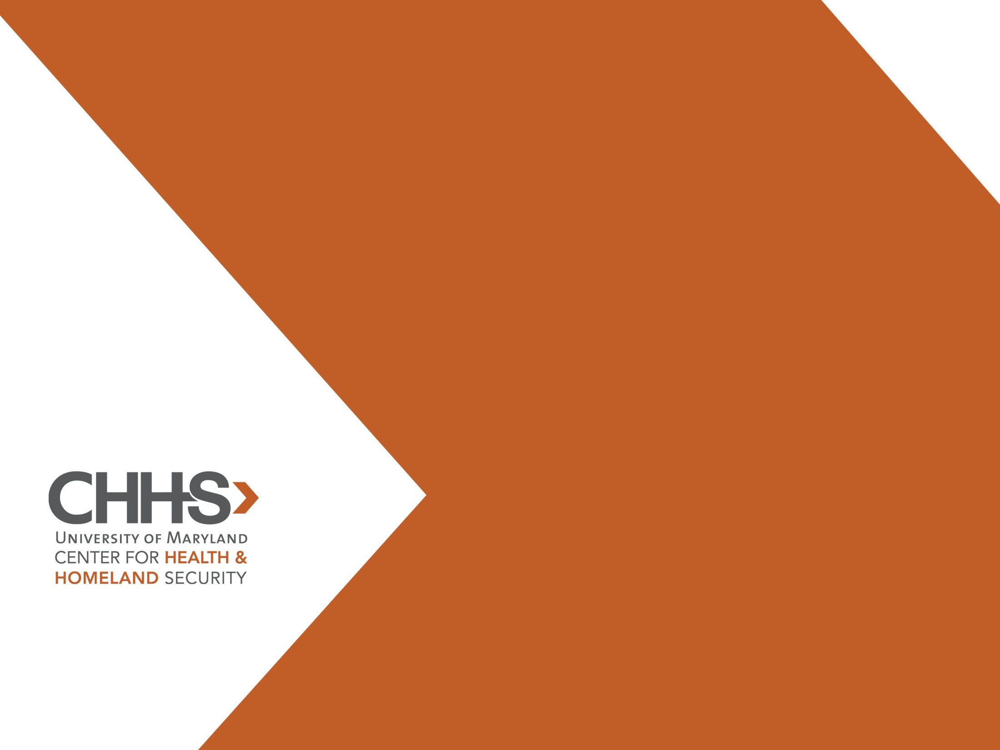 CHHS
UNIVERSITY OF MARYLAND
CENTER FOR HEALTH &
HOMELAND SECURITY